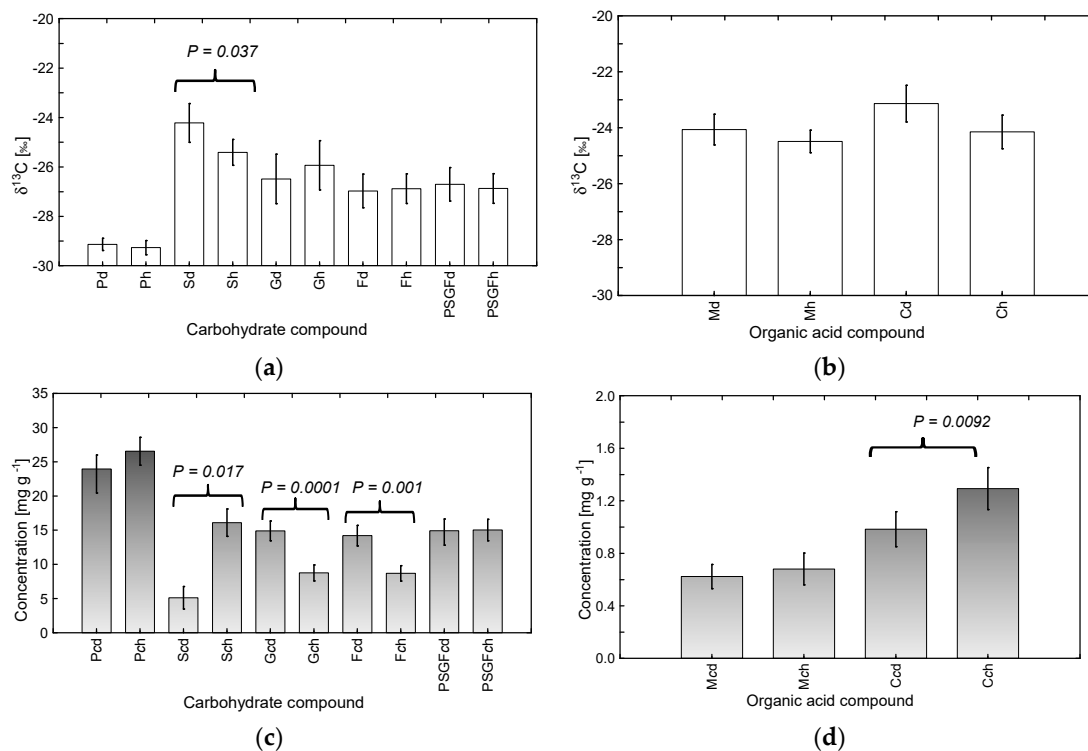 -20
-22
-24
-26
-28
-30
δ¹³C [‰]
P = 0.037
Pd
Ph
Sd
Sh
Gd
Gh
Fd
Fh
PSGFd
PSGFh
Carbohydrate compound
(a)
-20
-22
-24
-26
-28
-30
δ¹³C [‰]
Md
Mh
Cd
Ch
Organic acid compound
(b)
35
30
25
20
15
10
5
0
Concentration [mg g⁻¹]
P = 0.017
P = 0.0001
P = 0.001
Pcd
Pch
Scd
Sch
Gcd
Gch
Fcd
Fch
PSGFcd
PSGFch
Carbohydrate compound
(c)
2.0
1.6
1.2
0.8
0.4
0.0
Concentration [mg g⁻¹]
P = 0.0092
Mcd
Mch
Ccd
Cch
Organic acid compound
(d)